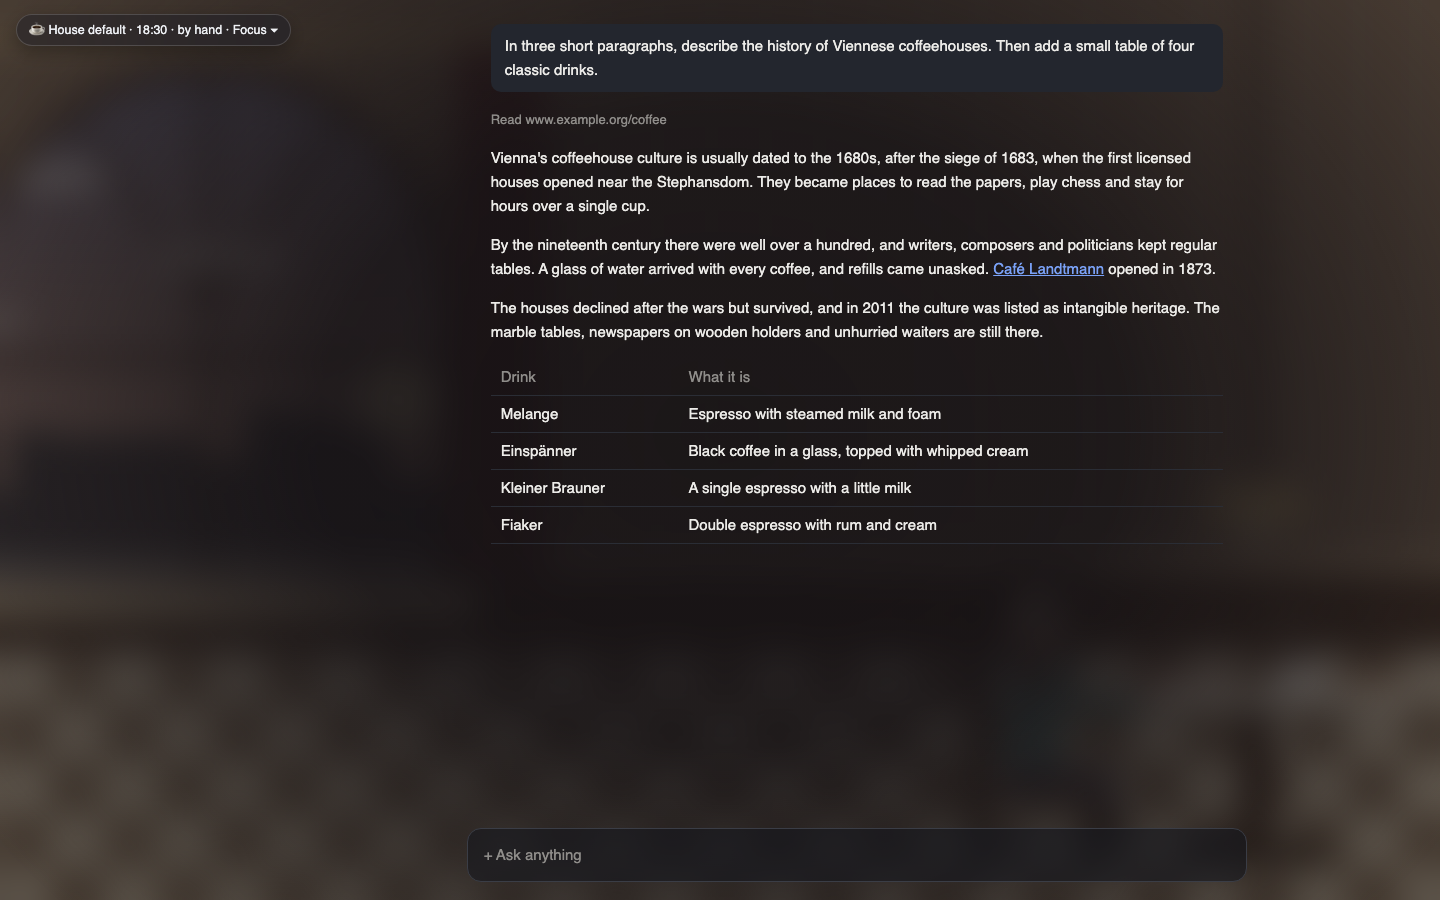 ☕ House default · 18:30 · by hand · Focus ▾
In three short paragraphs, describe the history of Viennese coffeehouses. Then add a small table of four
classic drinks.
Read www.example.org/coffee
Vienna's coffeehouse culture is usually dated to the 1680s, after the siege of 1683, when the first licensed
houses opened near the Stephansdom. They became places to read the papers, play chess and stay for
hours over a single cup.
By the nineteenth century there were well over a hundred, and writers, composers and politicians kept regular
tables. A glass of water arrived with every coffee, and refills came unasked. Café Landtmann opened in 1873.
The houses declined after the wars but survived, and in 2011 the culture was listed as intangible heritage. The
marble tables, newspapers on wooden holders and unhurried waiters are still there.
Drink What it is
Melange Espresso with steamed milk and foam
Einspänner Black coffee in a glass, topped with whipped cream
Kleiner Brauner A single espresso with a little milk
Fiaker Double espresso with rum and cream
+ Ask anything